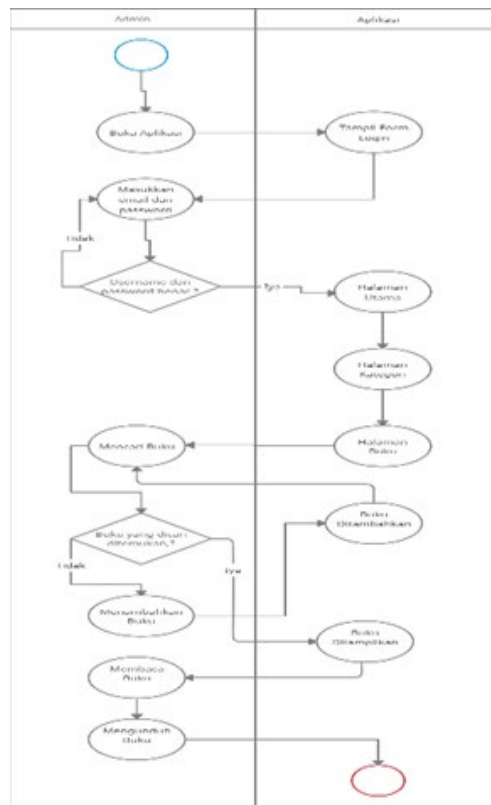 Admin
Aplikasi
Buka Aplikasi
Tampil Form
Login
Masukkan
email dan
password
Tidak
Username dan
password benar ?
Iya
Halaman
Utama
Halaman
Kategori
Halaman
Buku
Mencari Buku
Buku
Ditambahkan
Buku yang dicari
ditemukan,?
Tidak
Iya
Menambahkan
Buku
Buku
Ditampilkan
Membaca
Buku
Mengunduh
Buku